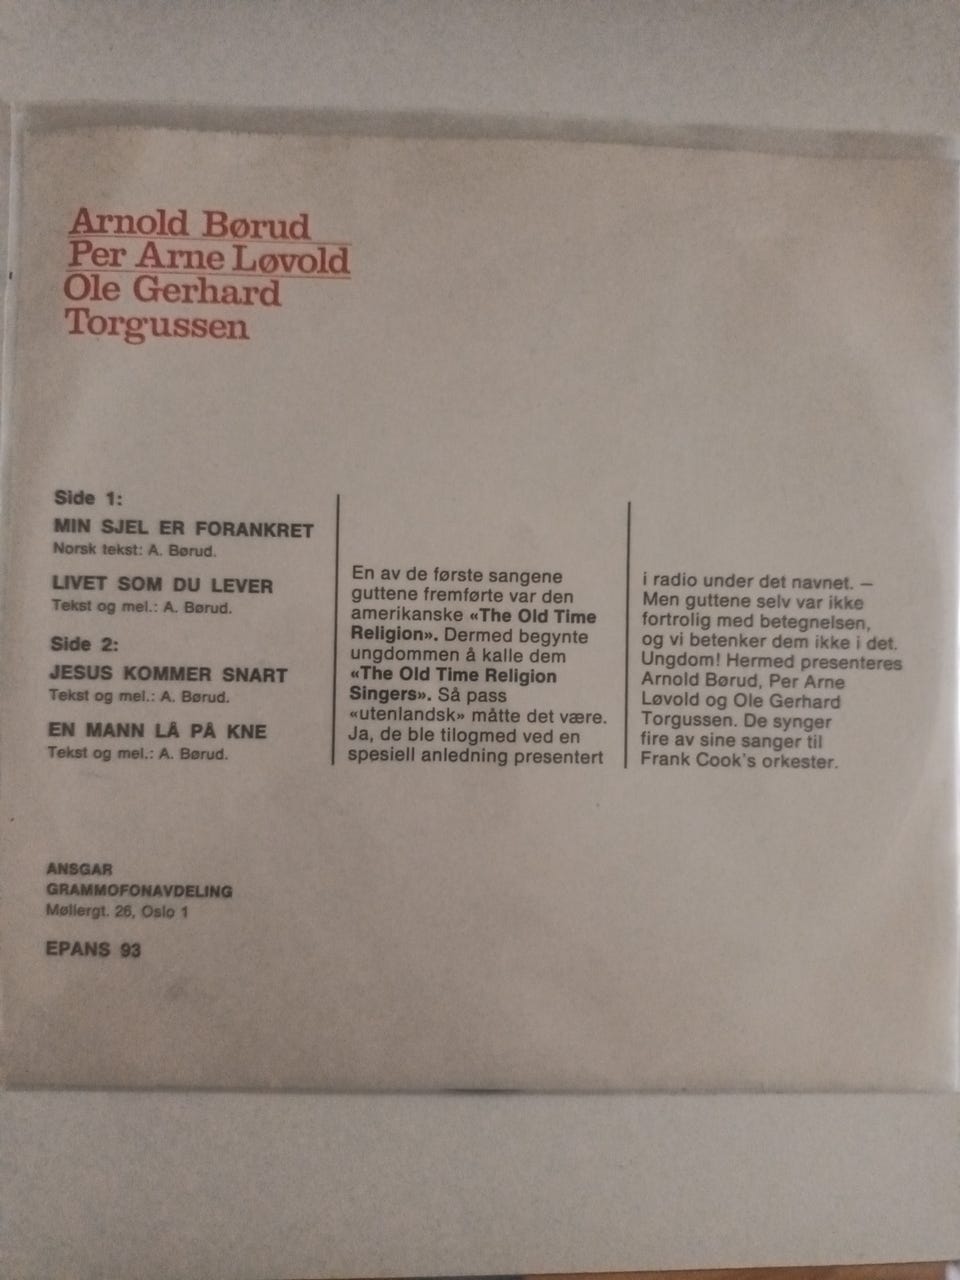 Arnold Børud
Per Arne Løvold
Ole Gerhard
Torgussen
Side 1:
MIN SJEL ER FORANKRET
Norsk tekst: A. Børud.
LIVET SOM DU LEVER
Tekst og mel.: A. Børud.
Side 2:
JESUS KOMMER SNART
Tekst og mel.: A. Børud.
EN MANN LÅ PÅ KNE
Tekst og mel.: A. Børud.
En av de første sangene
guttene fremførte var den
amerikanske «The Old Time
Religion». Dermed begynte
ungdommen å kalle dem
«The Old Time Religion
Singers». Så pass
«utenlandsk» måtte det være.
Ja, de ble tilogmed ved en
spesiell anledning presentert
i radio under det navnet. —
Men guttene selv var ikke
fortrolig med betegnelsen,
og vi betenker dem ikke i det.
Ungdom! Hermed presenteres
Arnold Børud, Per Arne
Løvold og Ole Gerhard
Torgussen. De synger
fire av sine sanger til
Frank Cook's orkester.
ANSGAR
GRAMMOFONAVDELING
Møllergt. 26, Oslo 1
EPANS 93